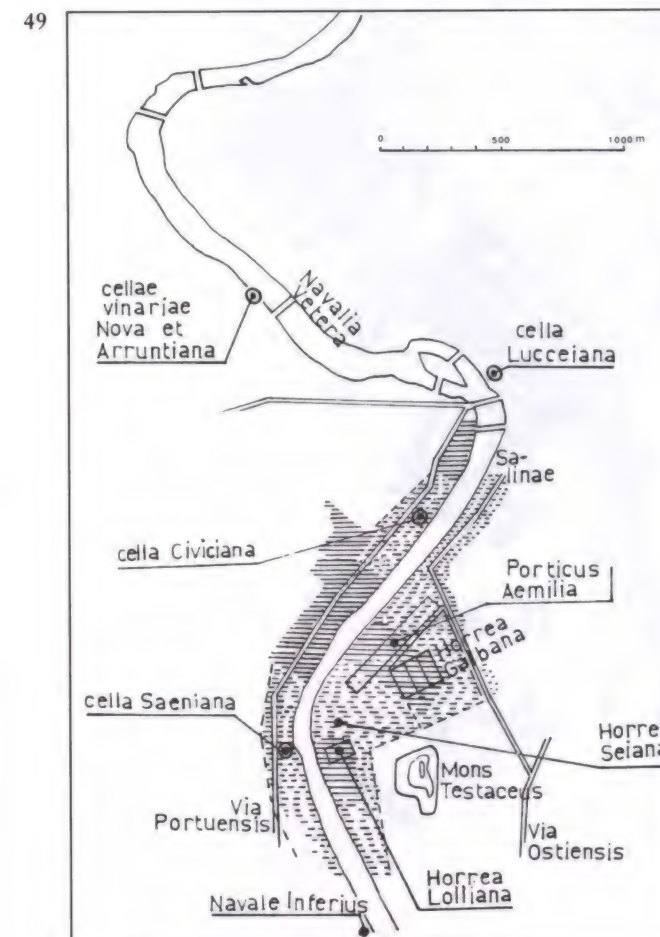 49
0 500 1000 m
Navalia
Vetera
cellae
vinariae
Nova et
Arruntiana
cella
Lucceiana
Sa-
linae
cella Civiciana
Porticus
Aemilia
Horrea
Galbana
cella Saeniana
Horre
Seiana
Mons
Testaceus
Via
Portuensis
Via
Ostiensis
Horrea
Lolliana
Navale Inferius